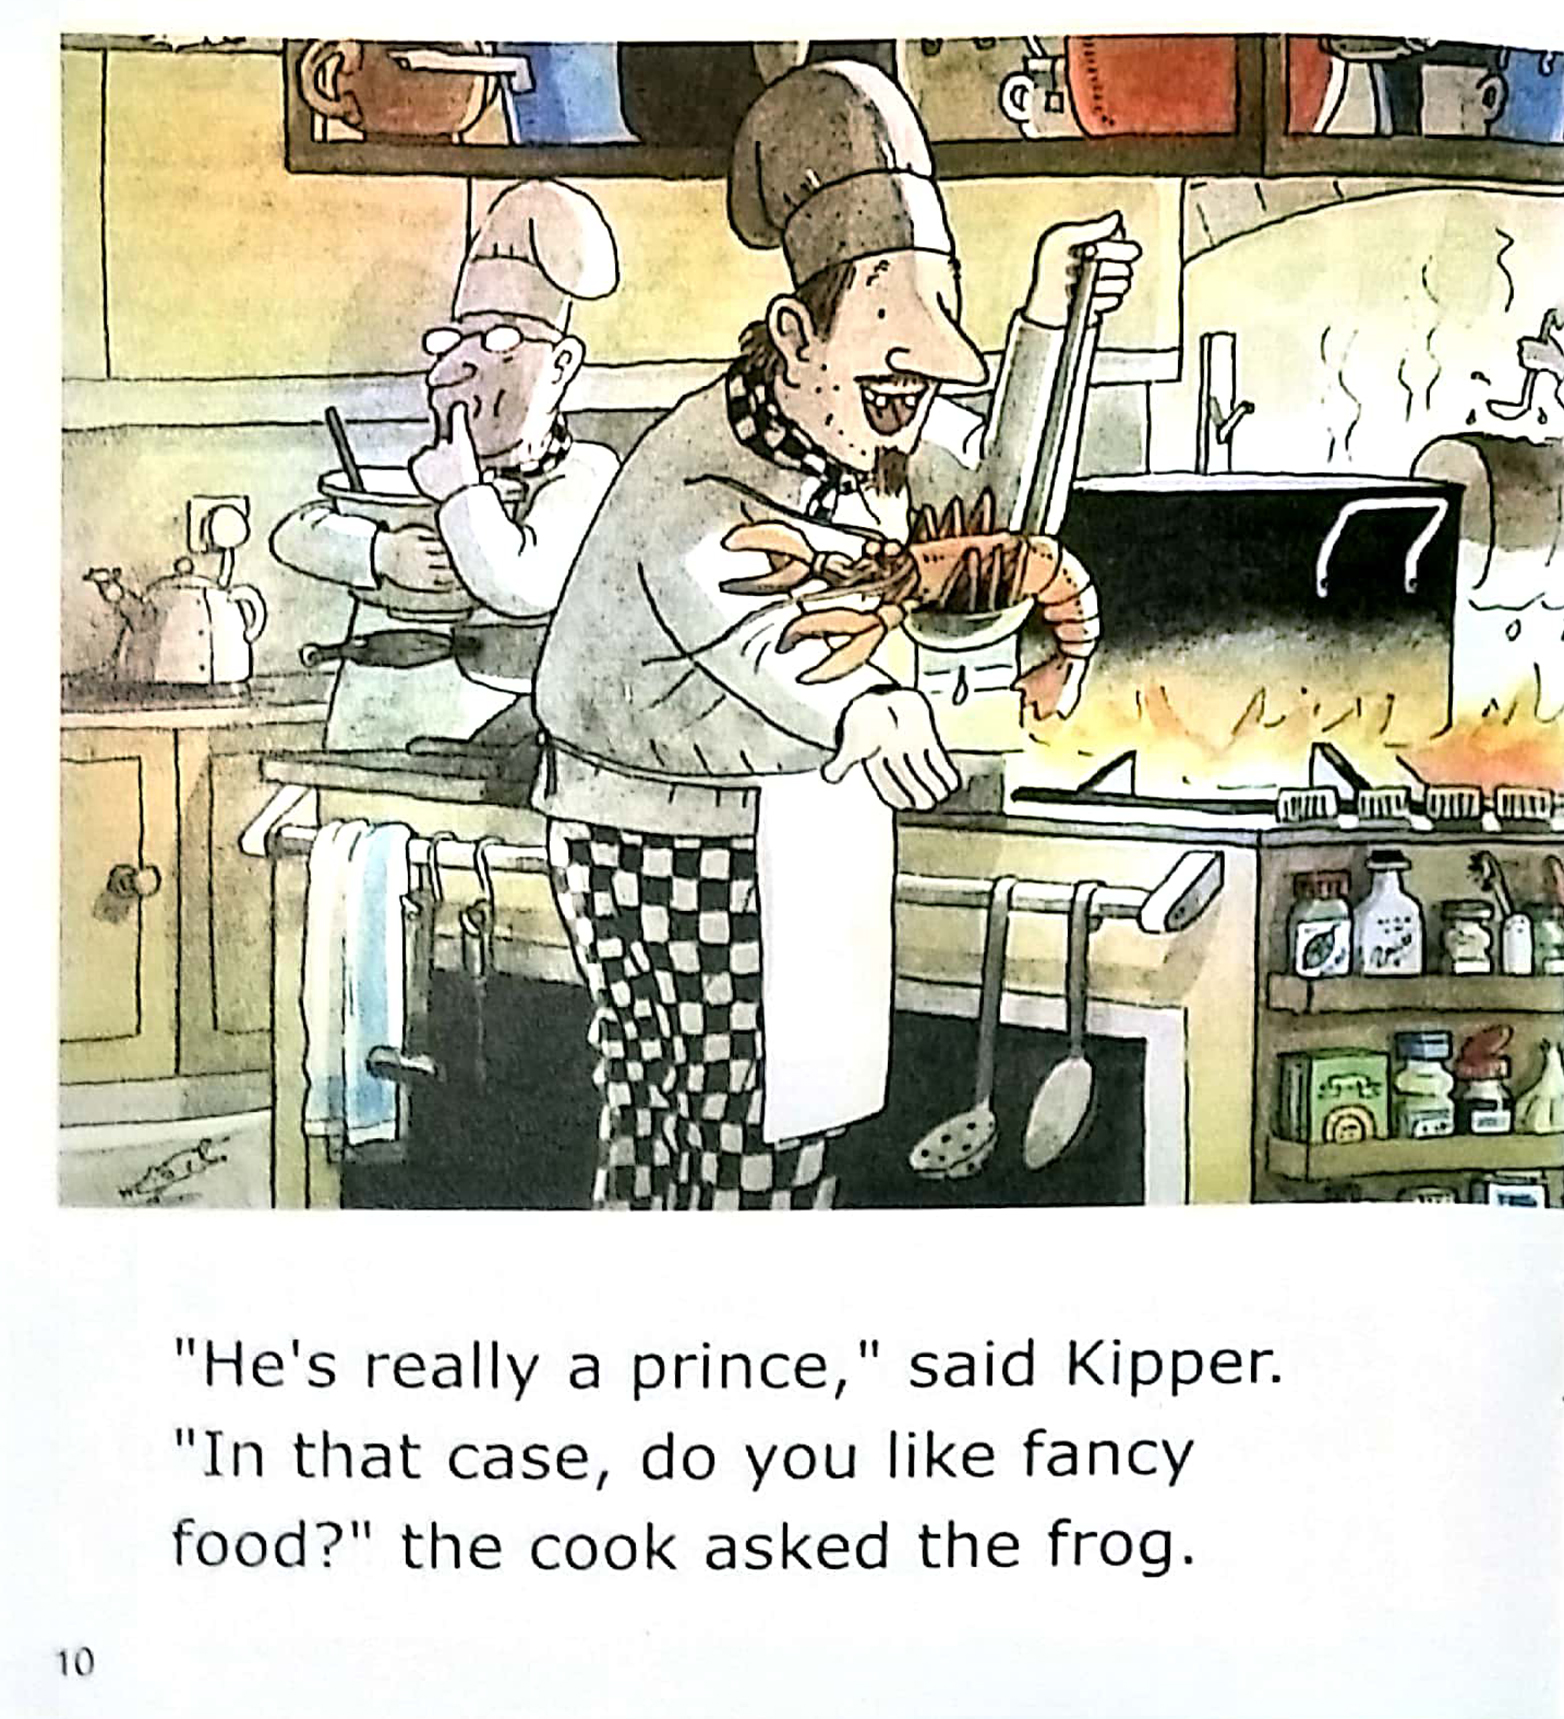 "He's really a prince," said Kipper.
"In that case, do you like fancy
food?" the cook asked the frog.
10